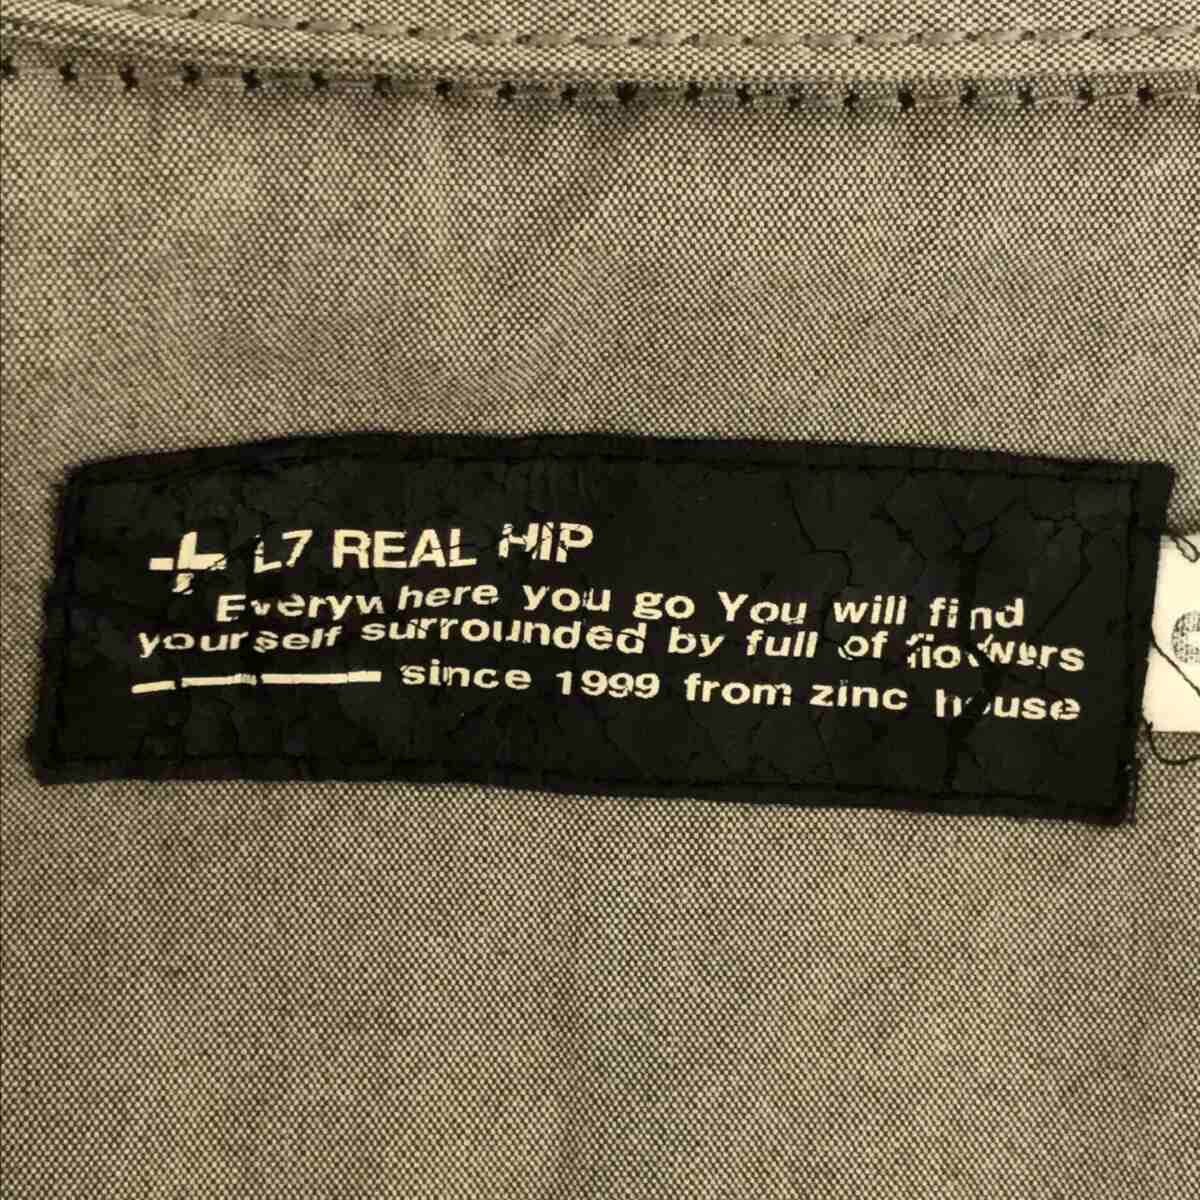 L7 REAL HIP
Everywhere you go You will find
yourself surrounded by full of flowers
since 1999 from zinc house